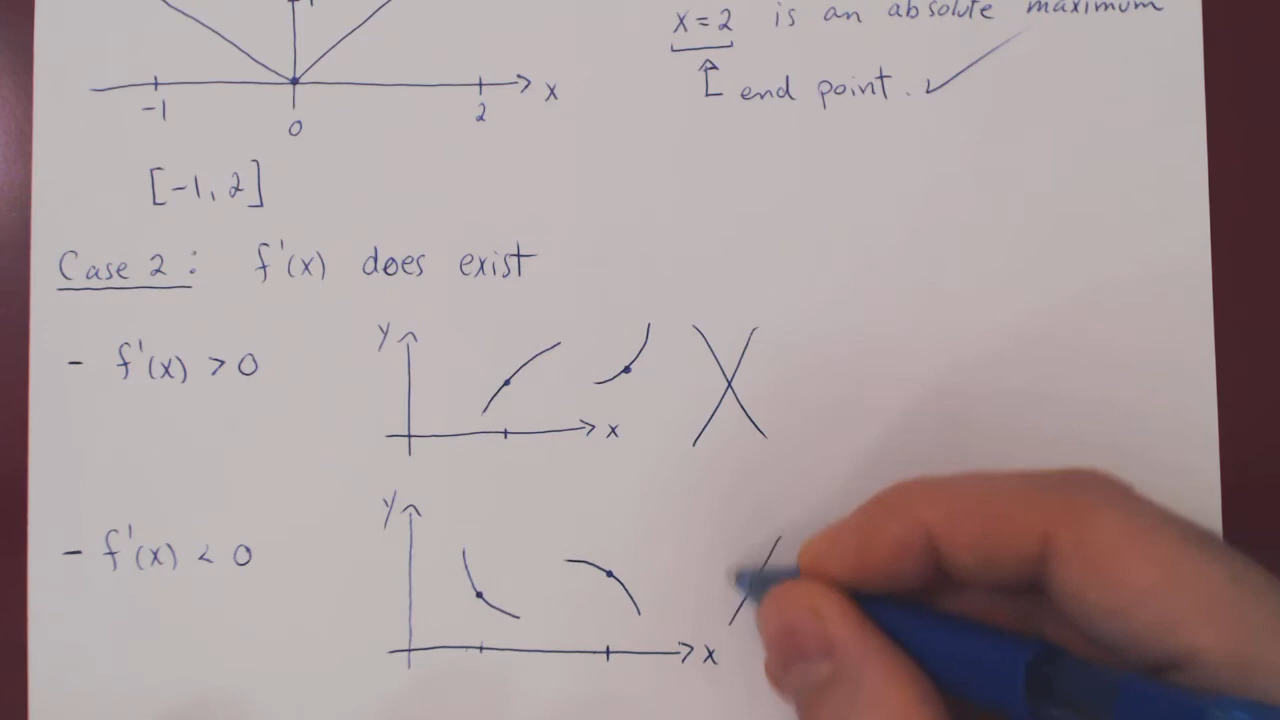 x = 2 is an absolute maximum
end point. ✓
x
-1
0
2
[-1, 2]
Case 2: f'(x) does exist
- f'(x) > 0
y
x
- f'(x) < 0
y
x